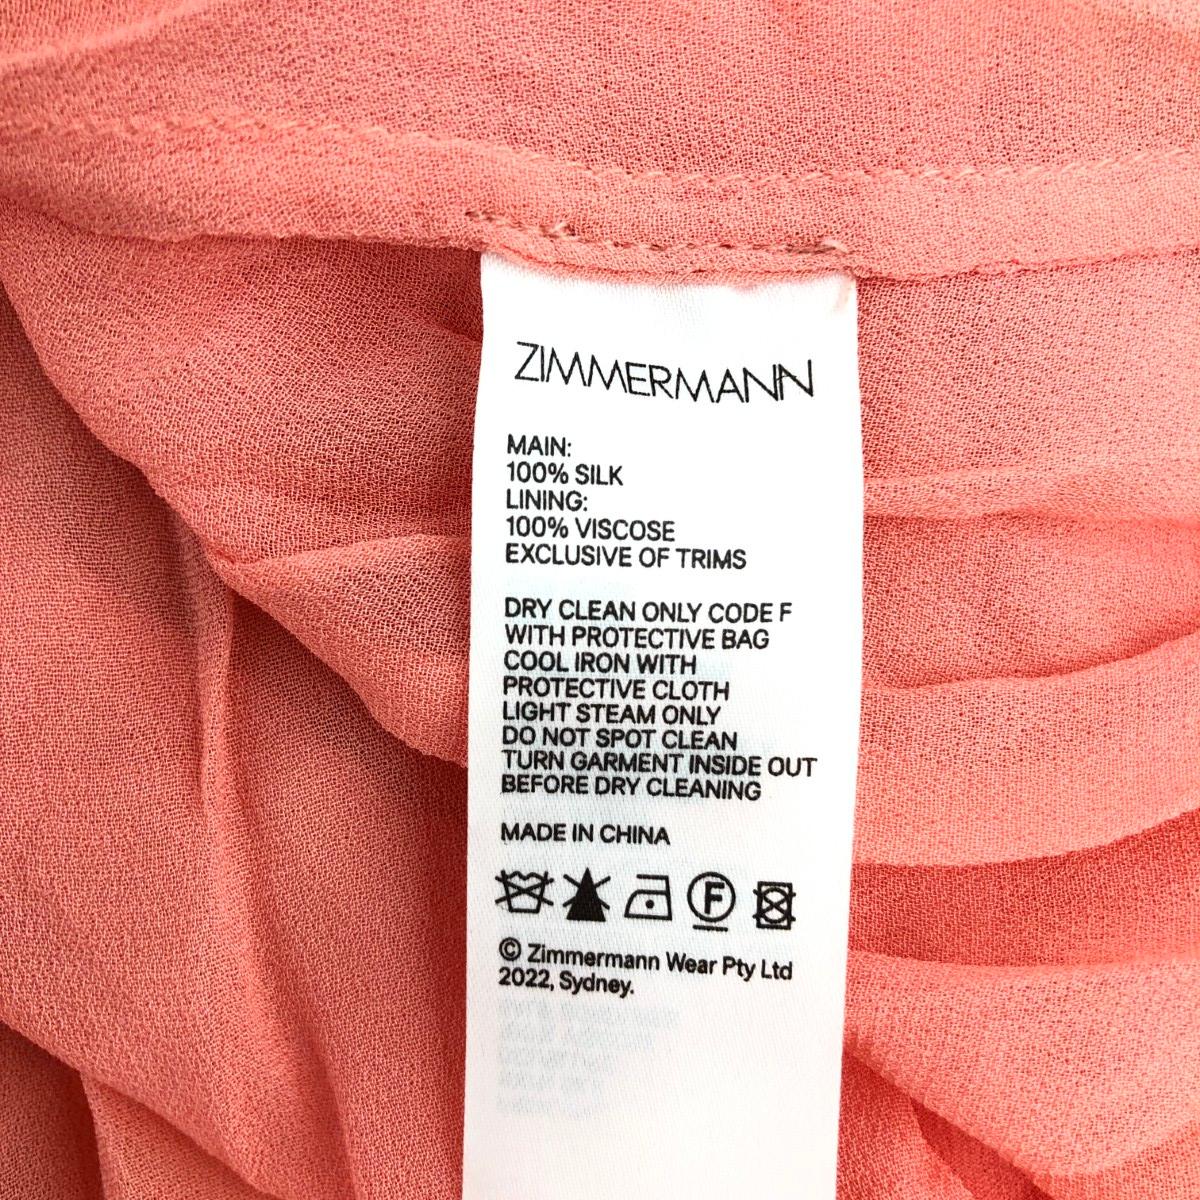 ZIMMERMANN
MAIN:
100% SILK
LINING:
100% VISCOSE
EXCLUSIVE OF TRIMS
DRY CLEAN ONLY CODE F
WITH PROTECTIVE BAG
COOL IRON WITH
PROTECTIVE CLOTH
LIGHT STEAM ONLY
DO NOT SPOT CLEAN
TURN GARMENT INSIDE OUT
BEFORE DRY CLEANING
MADE IN CHINA
F
© Zimmermann Wear Pty Ltd
2022, Sydney.